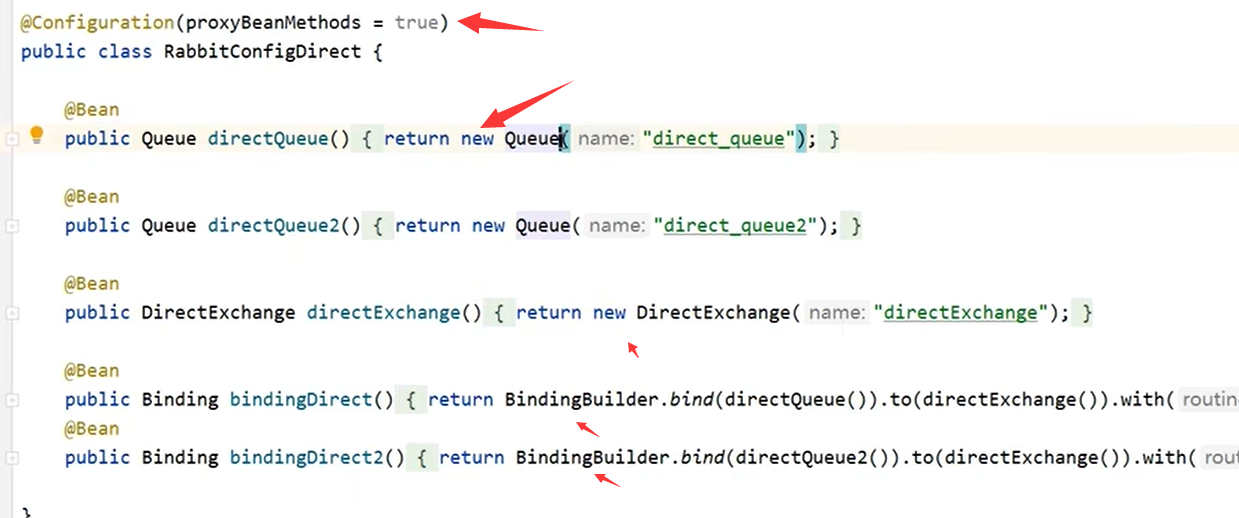 @Configuration(proxyBeanMethods = true)
public class RabbitConfigDirect {
@Bean
public Queue directQueue() { return new Queue( name: "direct_queue"); }
@Bean
public Queue directQueue2() { return new Queue( name: "direct_queue2"); }
@Bean
public DirectExchange directExchange() { return new DirectExchange( name: "directExchange"); }
@Bean
public Binding bindingDirect() { return BindingBuilder.bind(directQueue()).to(directExchange()).with( routin
@Bean
public Binding bindingDirect2() { return BindingBuilder.bind(directQueue2()).to(directExchange()).with( rout
}